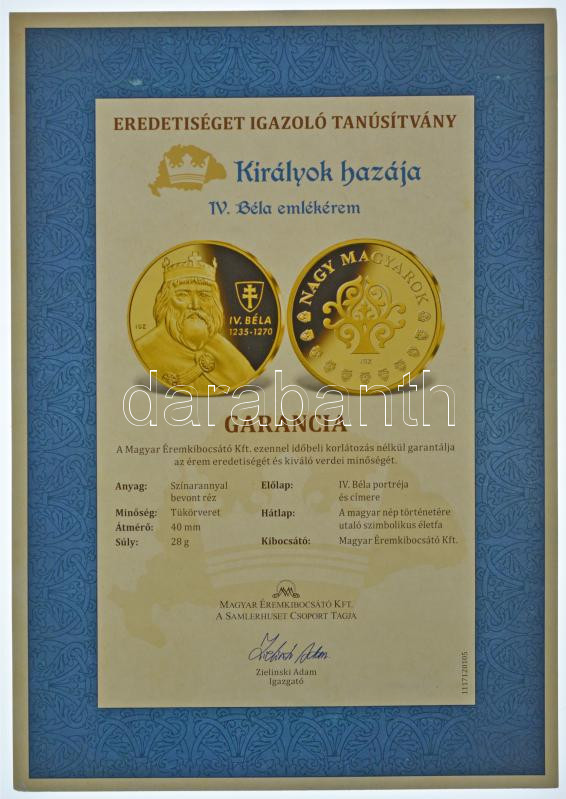 EREDETISÉGET IGAZOLÓ TANÚSÍTVÁNY
Királyok hazája
IV. Béla emlékérem
IV. BÉLA
1235-1270
IGZ
NAGY MAGYAROK
IGZ
darabanth
GARANCIA
A Magyar Éremkibocsátó Kft. ezennel időbeli korlátozás nélkül garantálja
az érem eredetiségét és kiváló verdei minőségét.
Anyag: Színarannyal
bevont réz
Minőség: Tükörveret
Átmérő: 40 mm
Súly: 28 g
Előlap: IV. Béla portréja
és címere
Hátlap: A magyar nép történetére
utaló szimbolikus életfa
Kibocsátó: Magyar Éremkibocsátó Kft.
MAGYAR ÉREMKIBOCSÁTÓ KFT.
A SAMLERHUSET CSOPORT TAGJA
Zielinski Adam
Igazgató
1117120105